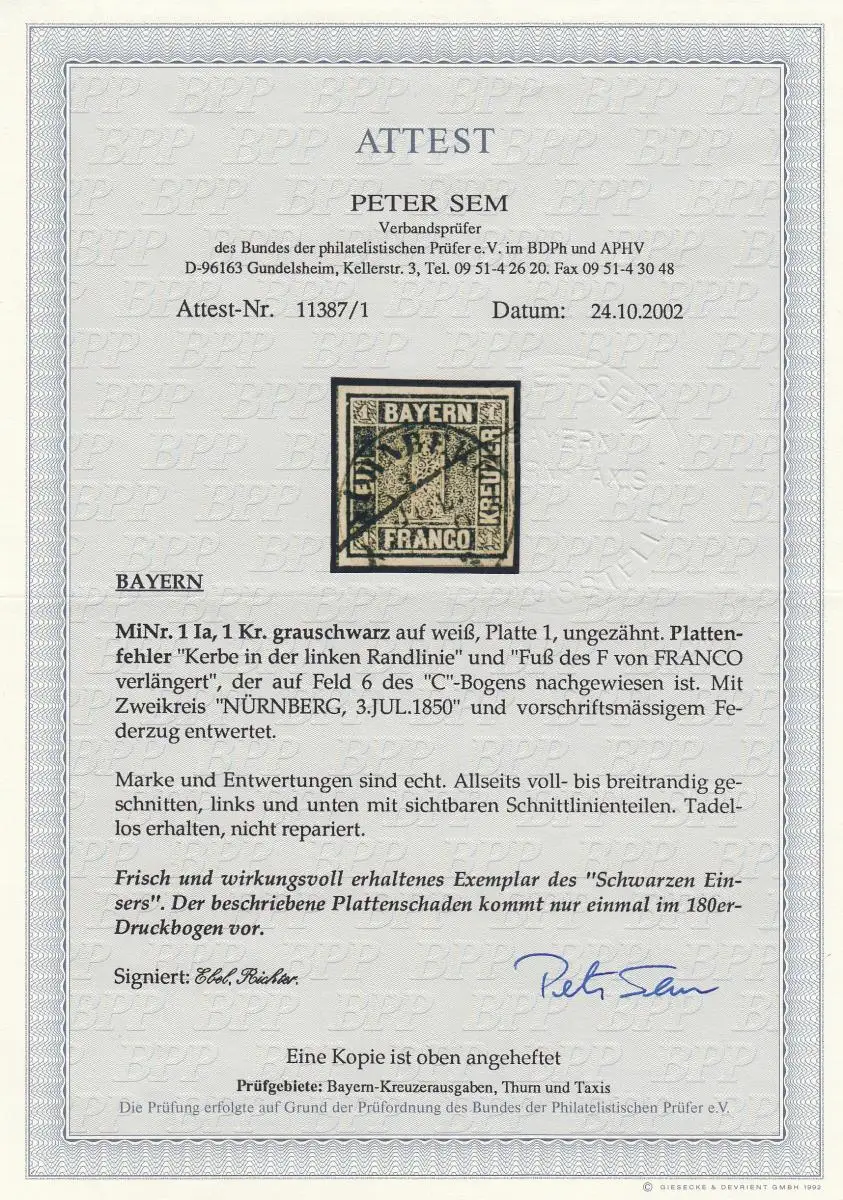 ATTEST
PETER SEM
Verbandsprüfer
des Bundes der philatelistischen Prüfer e.V. im BDPh und APHV
D-96163 Gundelsheim, Kellerstr. 3, Tel. 09 51-4 26 20. Fax 09 51-4 30 48
Attest-Nr. 11387/1 Datum: 24.10.2002
1 BAYERN 1
KREUZER
1 FRANCO 1
BAYERN
MiNr. 1 Ia, 1 Kr. grauschwarz auf weiß, Platte 1, ungezähnt. Platten-
fehler "Kerbe in der linken Randlinie" und "Fuß des F von FRANCO
verlängert", der auf Feld 6 des "C"-Bogens nachgewiesen ist. Mit
Zweikreis "NÜRNBERG, 3.JUL.1850" und vorschriftsmässigem Fe-
derzug entwertet.
Marke und Entwertungen sind echt. Allseits voll- bis breitrandig ge-
schnitten, links und unten mit sichtbaren Schnittlinienteilen. Tadel-
los erhalten, nicht repariert.
Frisch und wirkungsvoll erhaltenes Exemplar des "Schwarzen Ein-
sers". Der beschriebene Plattenschaden kommt nur einmal im 180er-
Druckbogen vor.
Signiert: Ebel, Richter.
Peter Sem
Eine Kopie ist oben angeheftet
Prüfgebiete: Bayern-Kreuzerausgaben, Thurn und Taxis
Die Prüfung erfolgte auf Grund der Prüfordnung des Bundes der Philatelistischen Prüfer e.V.
© GIESECKE & DEVRIENT GMBH 1992